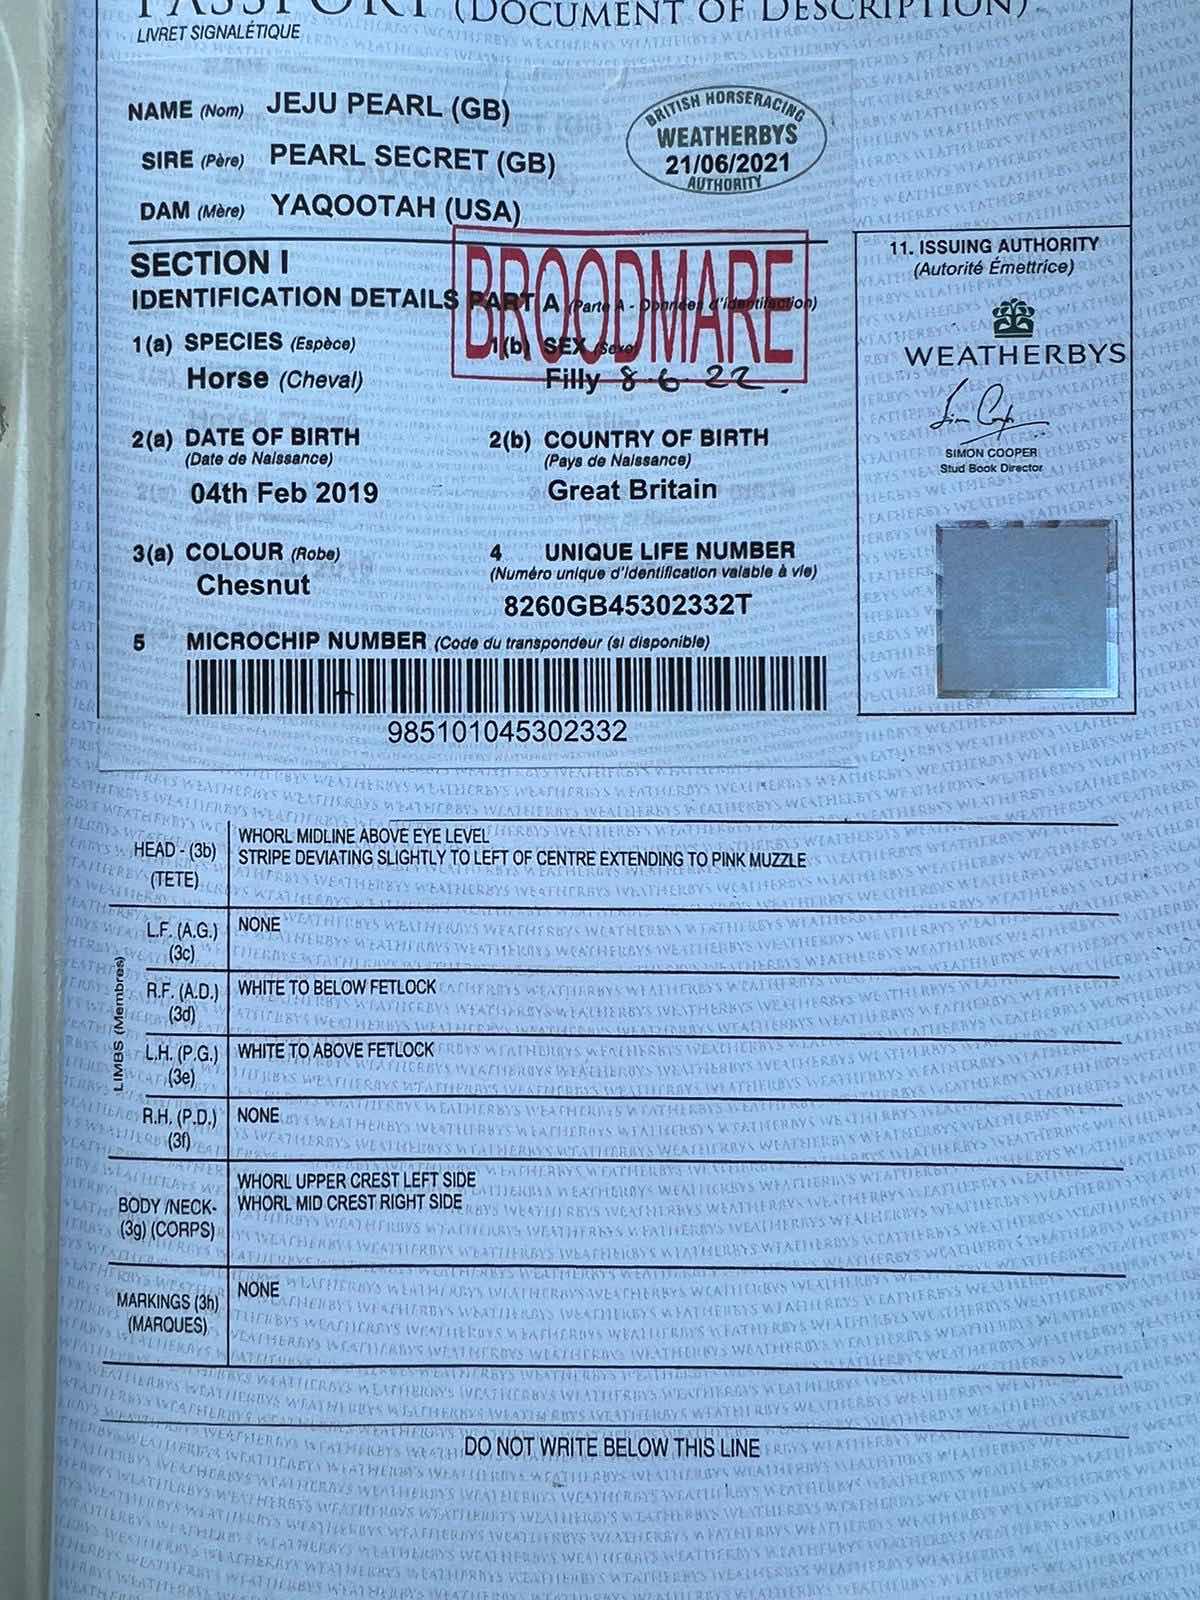 PASSPORT (DOCUMENT OF DESCRIPTION)
LIVRET SIGNALÉTIQUE
NAME (Nom) JEJU PEARL (GB)
SIRE (Père) PEARL SECRET (GB)
DAM (Mère) YAQOOTAH (USA)
BRITISH HORSERACING
WEATHERBYS
21/06/2021
AUTHORITY
SECTION I
IDENTIFICATION DETAILS PART A (Partie A - Données d'identification)
BROODMARE
1(a) SPECIES (Espèce)
Horse (Cheval)
1(b) SEX (Sexe)
Filly 8-6-22.
2(a) DATE OF BIRTH
(Date de Naissance)
04th Feb 2019
2(b) COUNTRY OF BIRTH
(Pays de Naissance)
Great Britain
3(a) COLOUR (Robe)
Chesnut
4 UNIQUE LIFE NUMBER
(Numéro unique d'identification valable à vie)
8260GB45302332T
5 MICROCHIP NUMBER (Code du transpondeur (si disponible)
985101045302332
11. ISSUING AUTHORITY
(Autorité Émettrice)
WEATHERBYS
SIMON COOPER
Stud Book Director
HEAD - (3b)
(TETE)
WHORL MIDLINE ABOVE EYE LEVEL
STRIPE DEVIATING SLIGHTLY TO LEFT OF CENTRE EXTENDING TO PINK MUZZLE
LIMBS (Membres)
L.F. (A.G.)
(3c)
NONE
R.F. (A.D.)
(3d)
WHITE TO BELOW FETLOCK
L.H. (P.G.)
(3e)
WHITE TO ABOVE FETLOCK
R.H. (P.D.)
(3f)
NONE
BODY /NECK-
(3g) (CORPS)
WHORL UPPER CREST LEFT SIDE
WHORL MID CREST RIGHT SIDE
MARKINGS (3h)
(MARQUES)
NONE
DO NOT WRITE BELOW THIS LINE